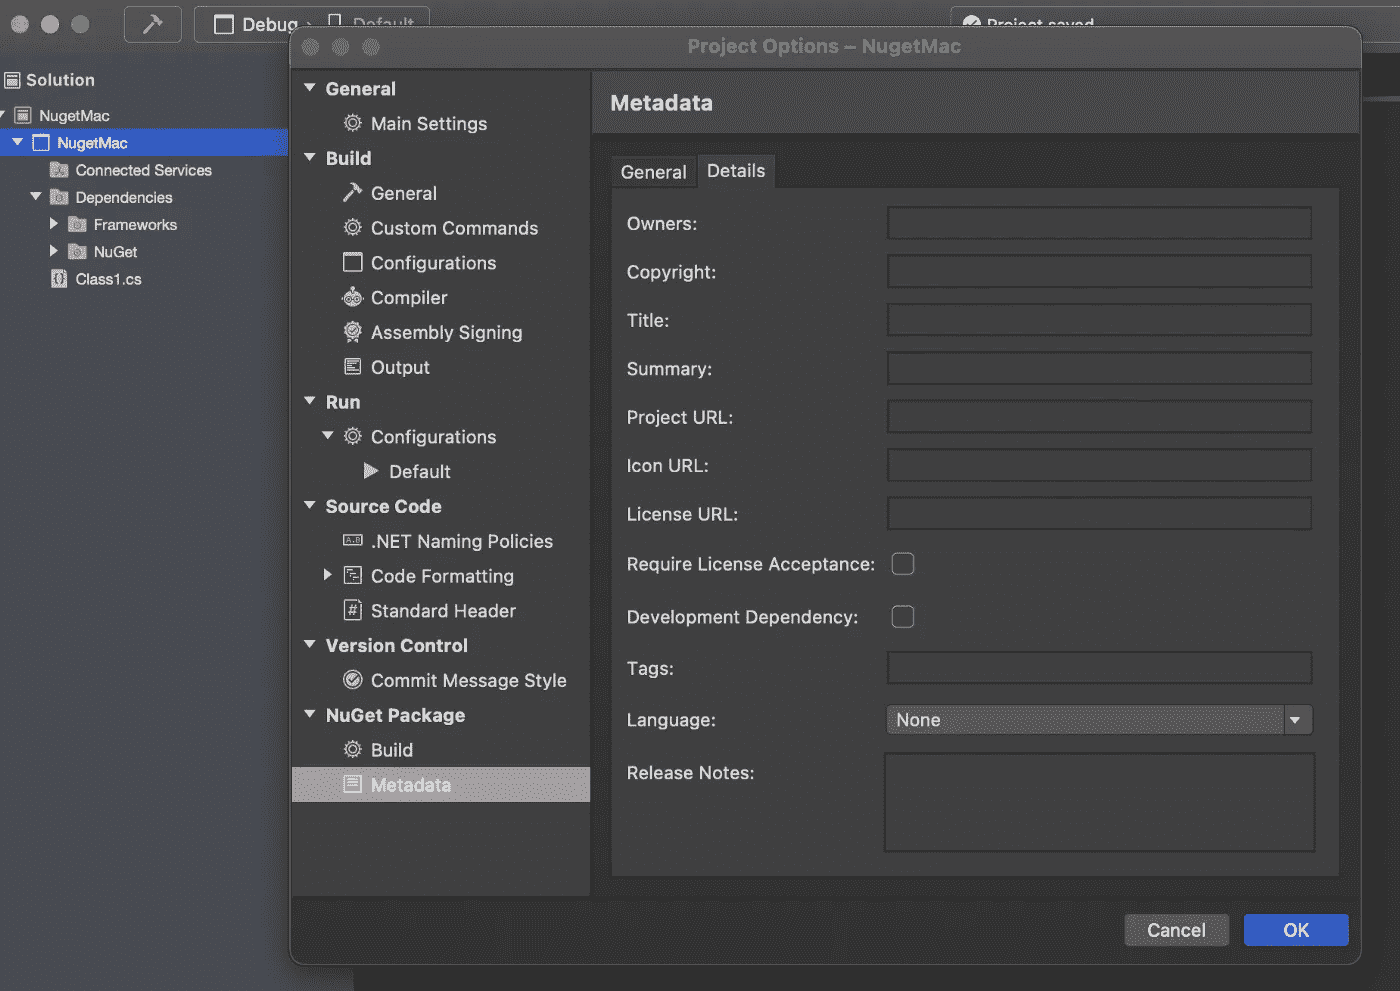 Debug
Default
Project saved
Project Options – NugetMac
Solution
NugetMac
NugetMac
Connected Services
Dependencies
Frameworks
NuGet
Class1.cs
General
Main Settings
Build
General
Custom Commands
Configurations
Compiler
Assembly Signing
Output
Run
Configurations
Default
Source Code
.NET Naming Policies
Code Formatting
Standard Header
Version Control
Commit Message Style
NuGet Package
Build
Metadata
Metadata
General Details
Owners:
Copyright:
Title:
Summary:
Project URL:
Icon URL:
License URL:
Require License Acceptance:
Development Dependency:
Tags:
Language: None
Release Notes:
Cancel OK